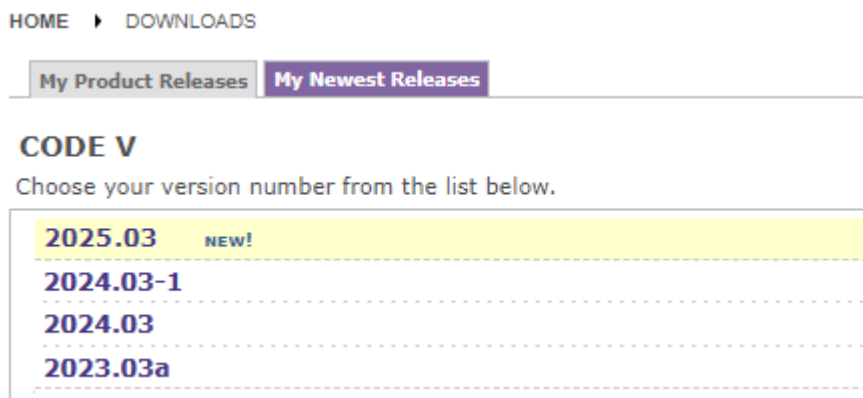 HOME ▶ DOWNLOADS
My Product Releases My Newest Releases
CODE V
Choose your version number from the list below.
2025.03 NEW!
2024.03-1
2024.03
2023.03a